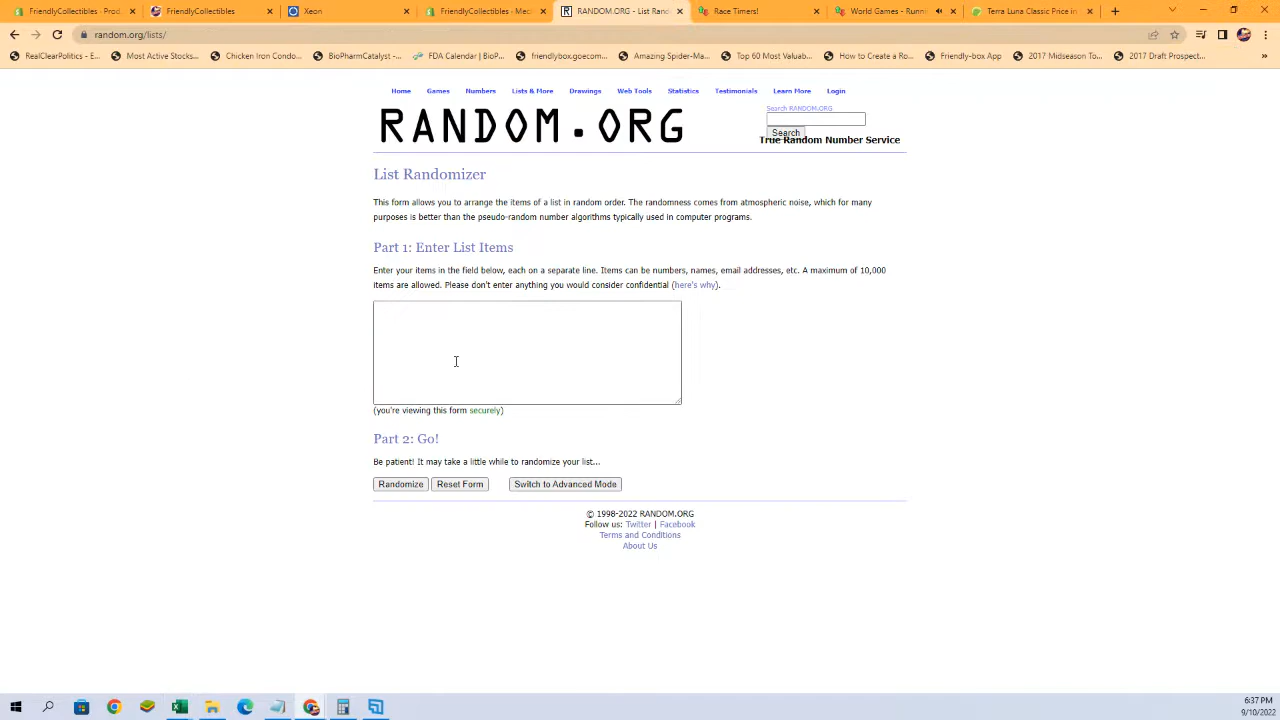 FriendlyCollectibles - Prod
FriendlyCollectibles
Xeon
FriendlyCollectibles - Med
RANDOM.ORG - List Rand
Race Timers!
World Games - Runni
Terra Luna Classic Price in
random.org/lists/
RealClearPolitics - E...
Most Active Stocks...
Chicken Iron Condo...
BioPharmCatalyst -...
FDA Calendar | BioP...
friendlybox.goecom...
Amazing Spider-Ma...
Top 60 Most Valuab...
How to Create a Ro...
Friendly-box app
2017 Midseason To...
2017 Draft Prospect...
Home Games Numbers Lists & More Drawings Web Tools Statistics Testimonials Learn More Login
RANDOM.ORG
Search RANDOM.ORG
Search
True Random Number Service
List Randomizer
This form allows you to arrange the items of a list in random order. The randomness comes from atmospheric noise, which for many
purposes is better than the pseudo-random number algorithms typically used in computer programs.
Part 1: Enter List Items
Enter your items in the field below, each on a separate line. Items can be numbers, names, email addresses, etc. A maximum of 10,000
items are allowed. Please don't enter anything you would consider confidential (here's why).
(you're viewing this form securely)
Part 2: Go!
Be patient! It may take a little while to randomize your list...
Randomize Reset Form Switch to Advanced Mode
© 1998-2022 RANDOM.ORG
Follow us: Twitter | Facebook
Terms and Conditions
About Us
6:37 PM
9/10/2022